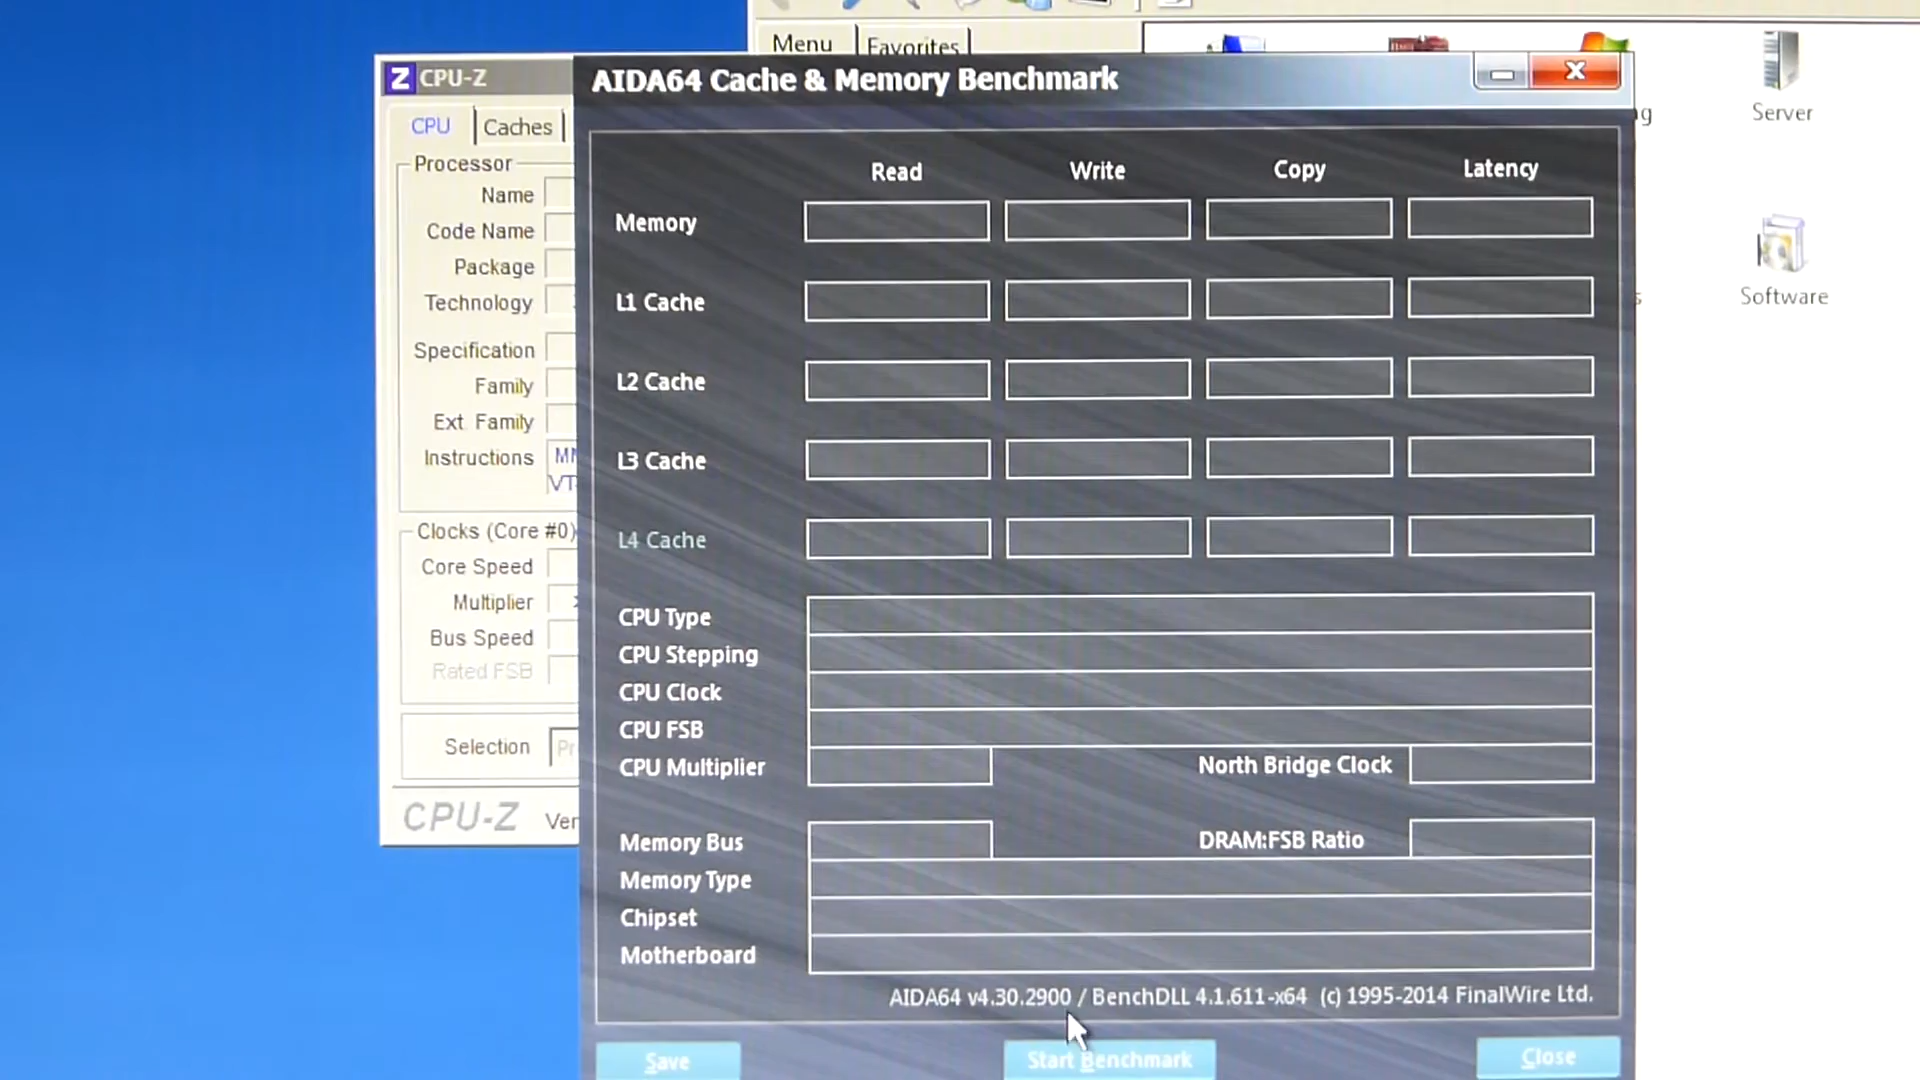 Menu Favorites
Z CPU-Z
AIDA64 Cache & Memory Benchmark
CPU Caches
Server
Processor
Name
Code Name
Package
Technology
Specification
Family
Ext. Family
Instructions
Clocks (Core #0)
Core Speed
Multiplier
Bus Speed
Rated FSB
Selection
CPU-Z
Read Write Copy Latency
Memory
L1 Cache
L2 Cache
L3 Cache
L4 Cache
CPU Type
CPU Stepping
CPU Clock
CPU FSB
CPU Multiplier North Bridge Clock
Memory Bus DRAM:FSB Ratio
Memory Type
Chipset
Motherboard
AIDA64 v4.30.2900 / BenchDLL 4.1.611-x64 (c) 1995-2014 FinalWire Ltd.
Save Start Benchmark Close
Software